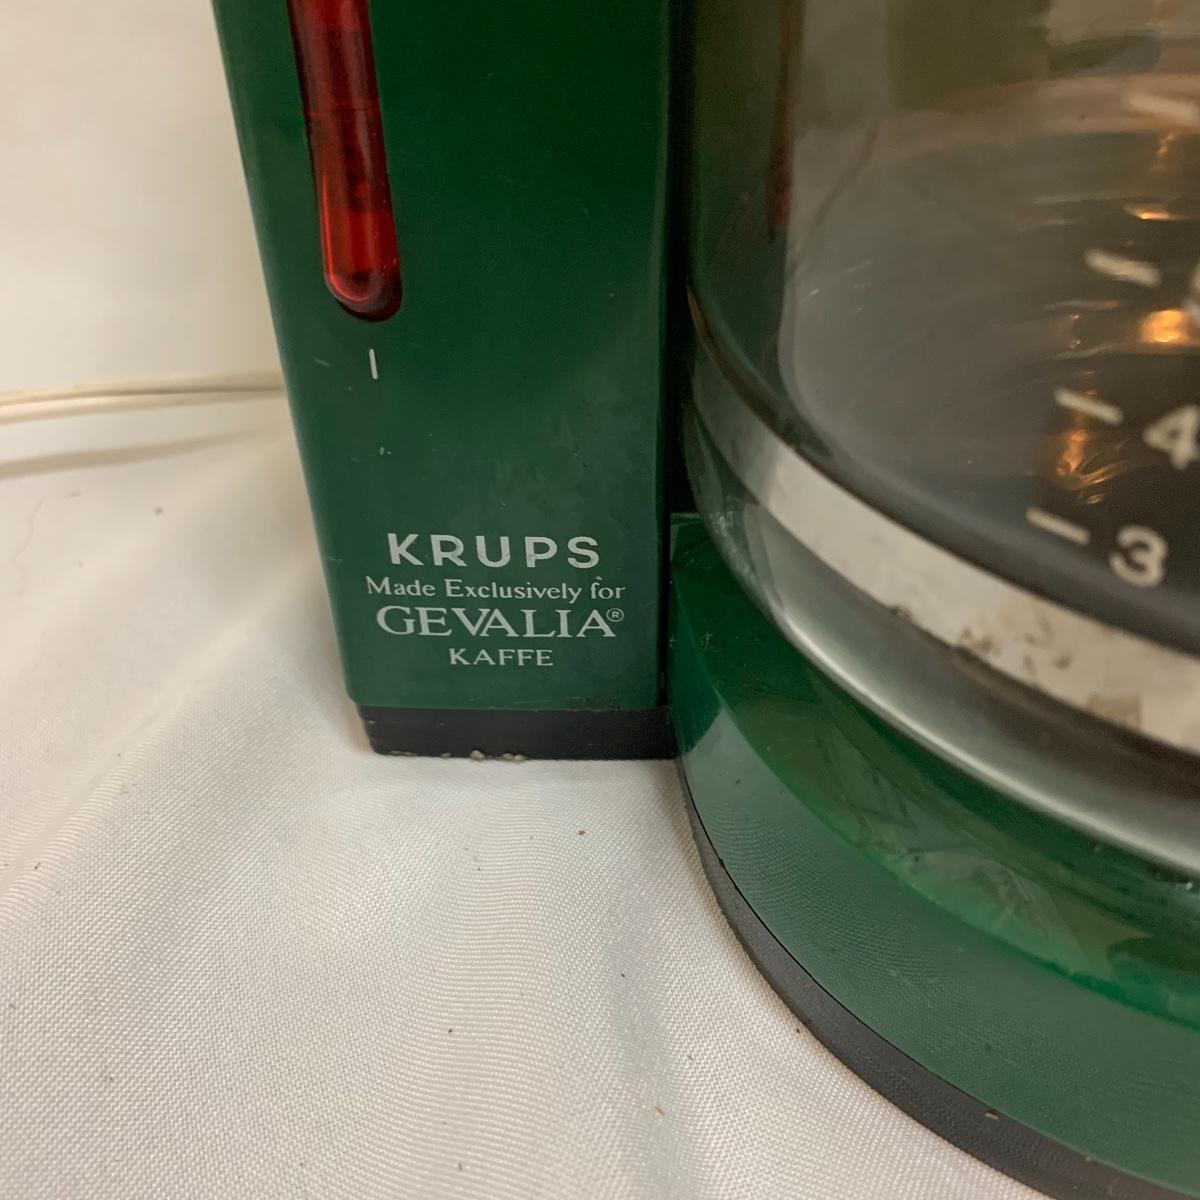 KRUPS
Made Exclusively for
GEVALIA®
KAFFE
4
3